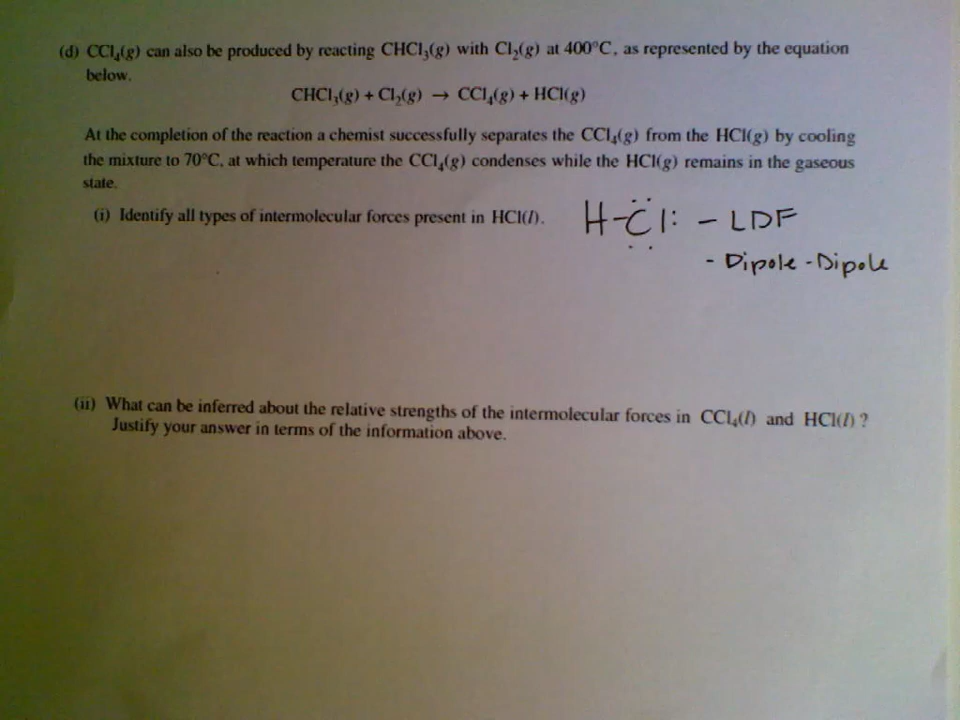 (d) CCl₄(g) can also be produced by reacting CHCl₃(g) with Cl₂(g) at 400°C, as represented by the equation
below.
CHCl₃(g) + Cl₂(g) → CCl₄(g) + HCl(g)
At the completion of the reaction a chemist successfully separates the CCl₄(g) from the HCl(g) by cooling
the mixture to 70°C, at which temperature the CCl₄(g) condenses while the HCl(g) remains in the gaseous
state.
(i) Identify all types of intermolecular forces present in HCl(l). H-Cl: - LDF
- Dipole-Dipole
(ii) What can be inferred about the relative strengths of the intermolecular forces in CCl₄(l) and HCl(l) ?
Justify your answer in terms of the information above.